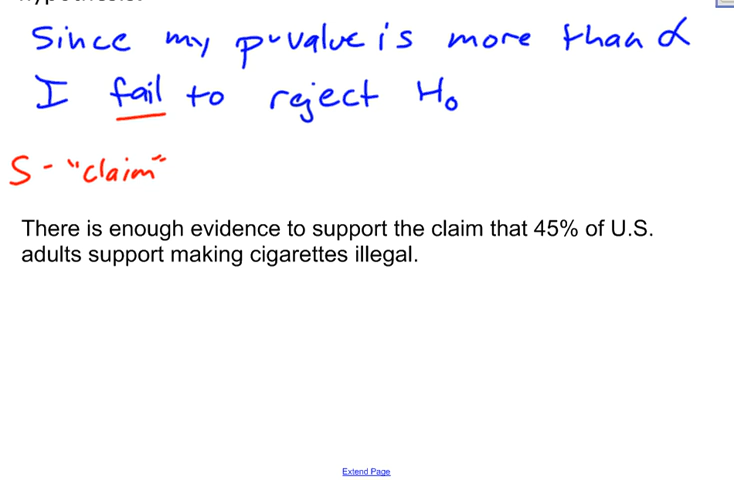 Since my p-value is more than α
I fail to reject H₀
S - "claim"
There is enough evidence to support the claim that 45% of U.S.
adults support making cigarettes illegal.
Extend Page